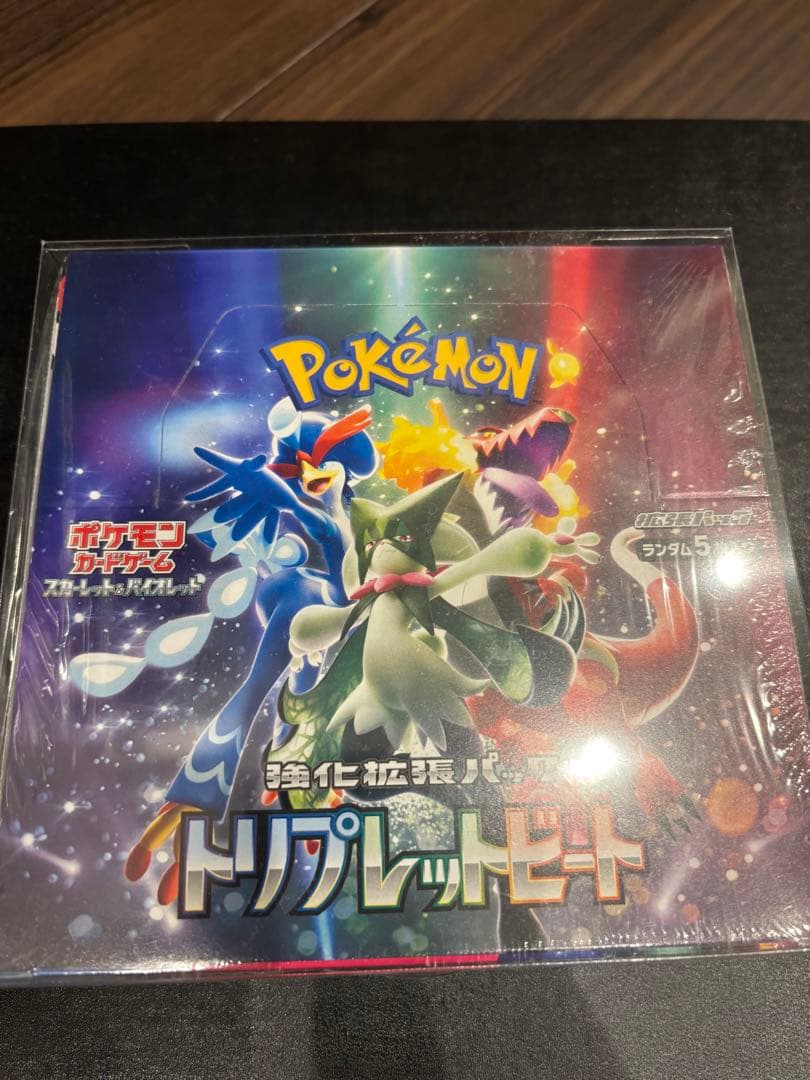 POKéMON
ポケモン
カードゲーム
スカーレット&バイオレット
拡張パック
ランダム5
強化拡張パック
トリプレットビート